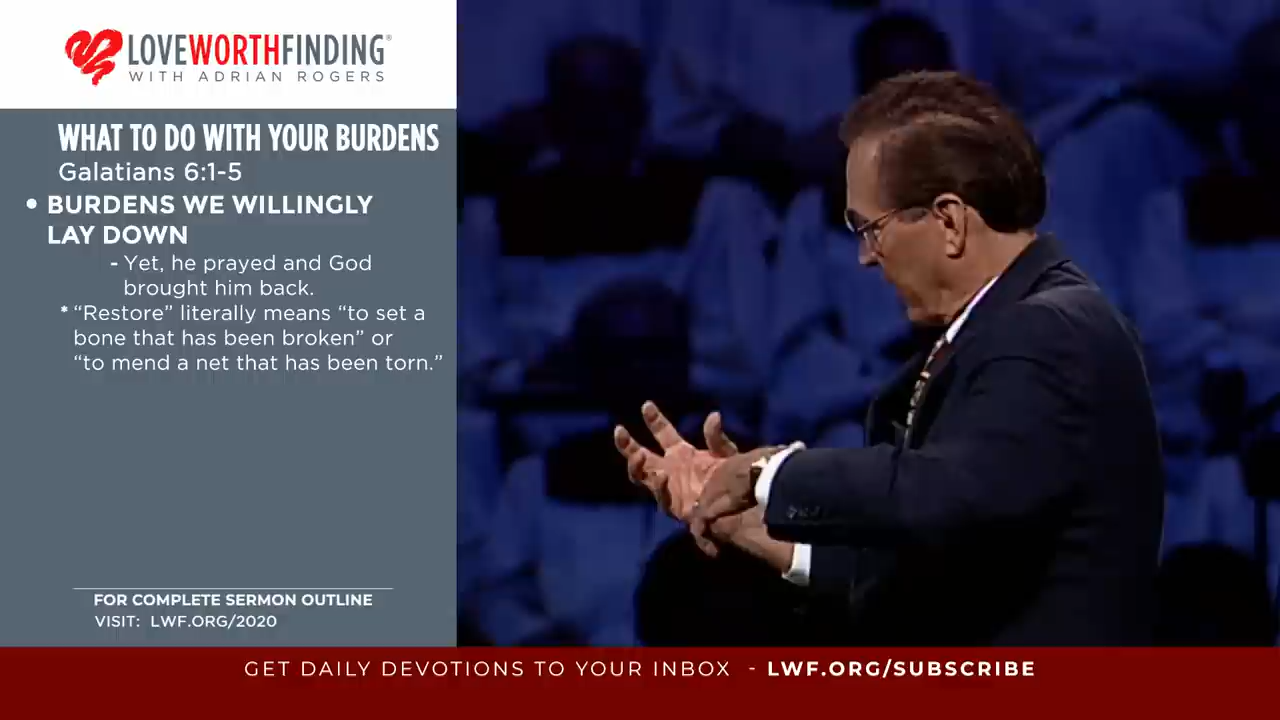 LOVEWORTHFINDING®
WITH ADRIAN ROGERS
WHAT TO DO WITH YOUR BURDENS
Galatians 6:1-5
• BURDENS WE WILLINGLY
LAY DOWN
- Yet, he prayed and God
brought him back.
* “Restore” literally means “to set a
bone that has been broken” or
“to mend a net that has been torn.”
FOR COMPLETE SERMON OUTLINE
VISIT: LWF.ORG/2020
GET DAILY DEVOTIONS TO YOUR INBOX - LWF.ORG/SUBSCRIBE